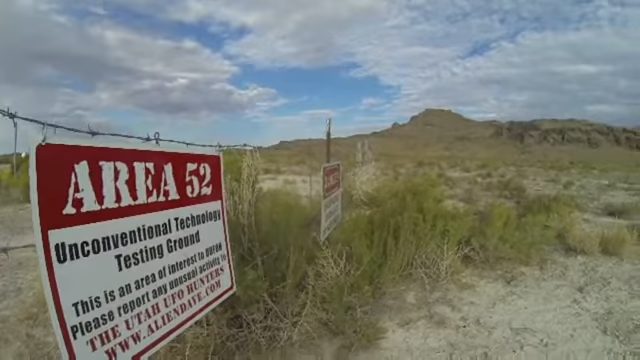 AREA 52
Unconventional Technology
Testing Ground
This is an area of interest to UUFOH
Please report any unusual activity to
THE UTAH UFO HUNTERS
WWW.ALIENDAVE.COM